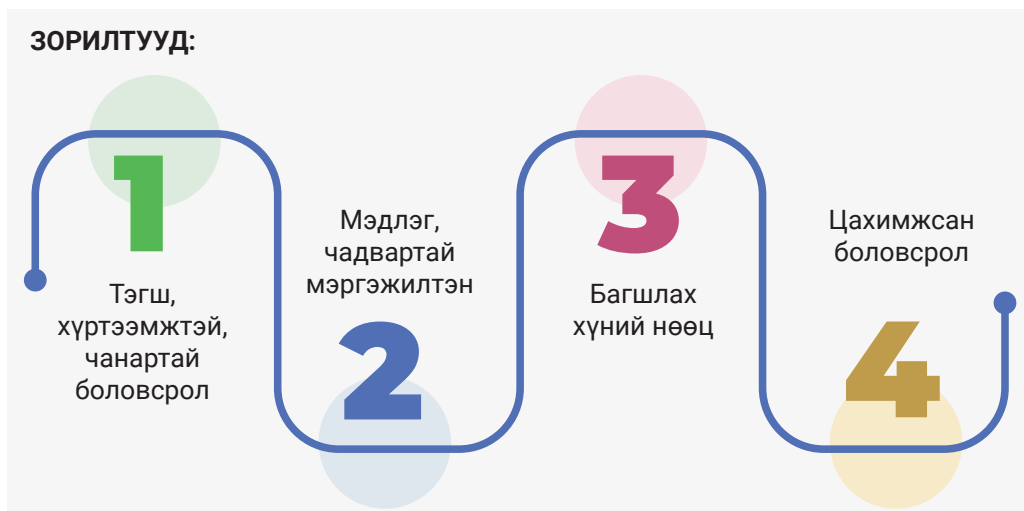 ЗОРИЛТУУД:
1
Тэгш,
хүртээмжтэй,
чанартай
боловсрол
Мэдлэг,
чадвартай
мэргэжилтэн
2
3
Багшлах
хүний нөөц
Цахимжсан
боловсрол
4